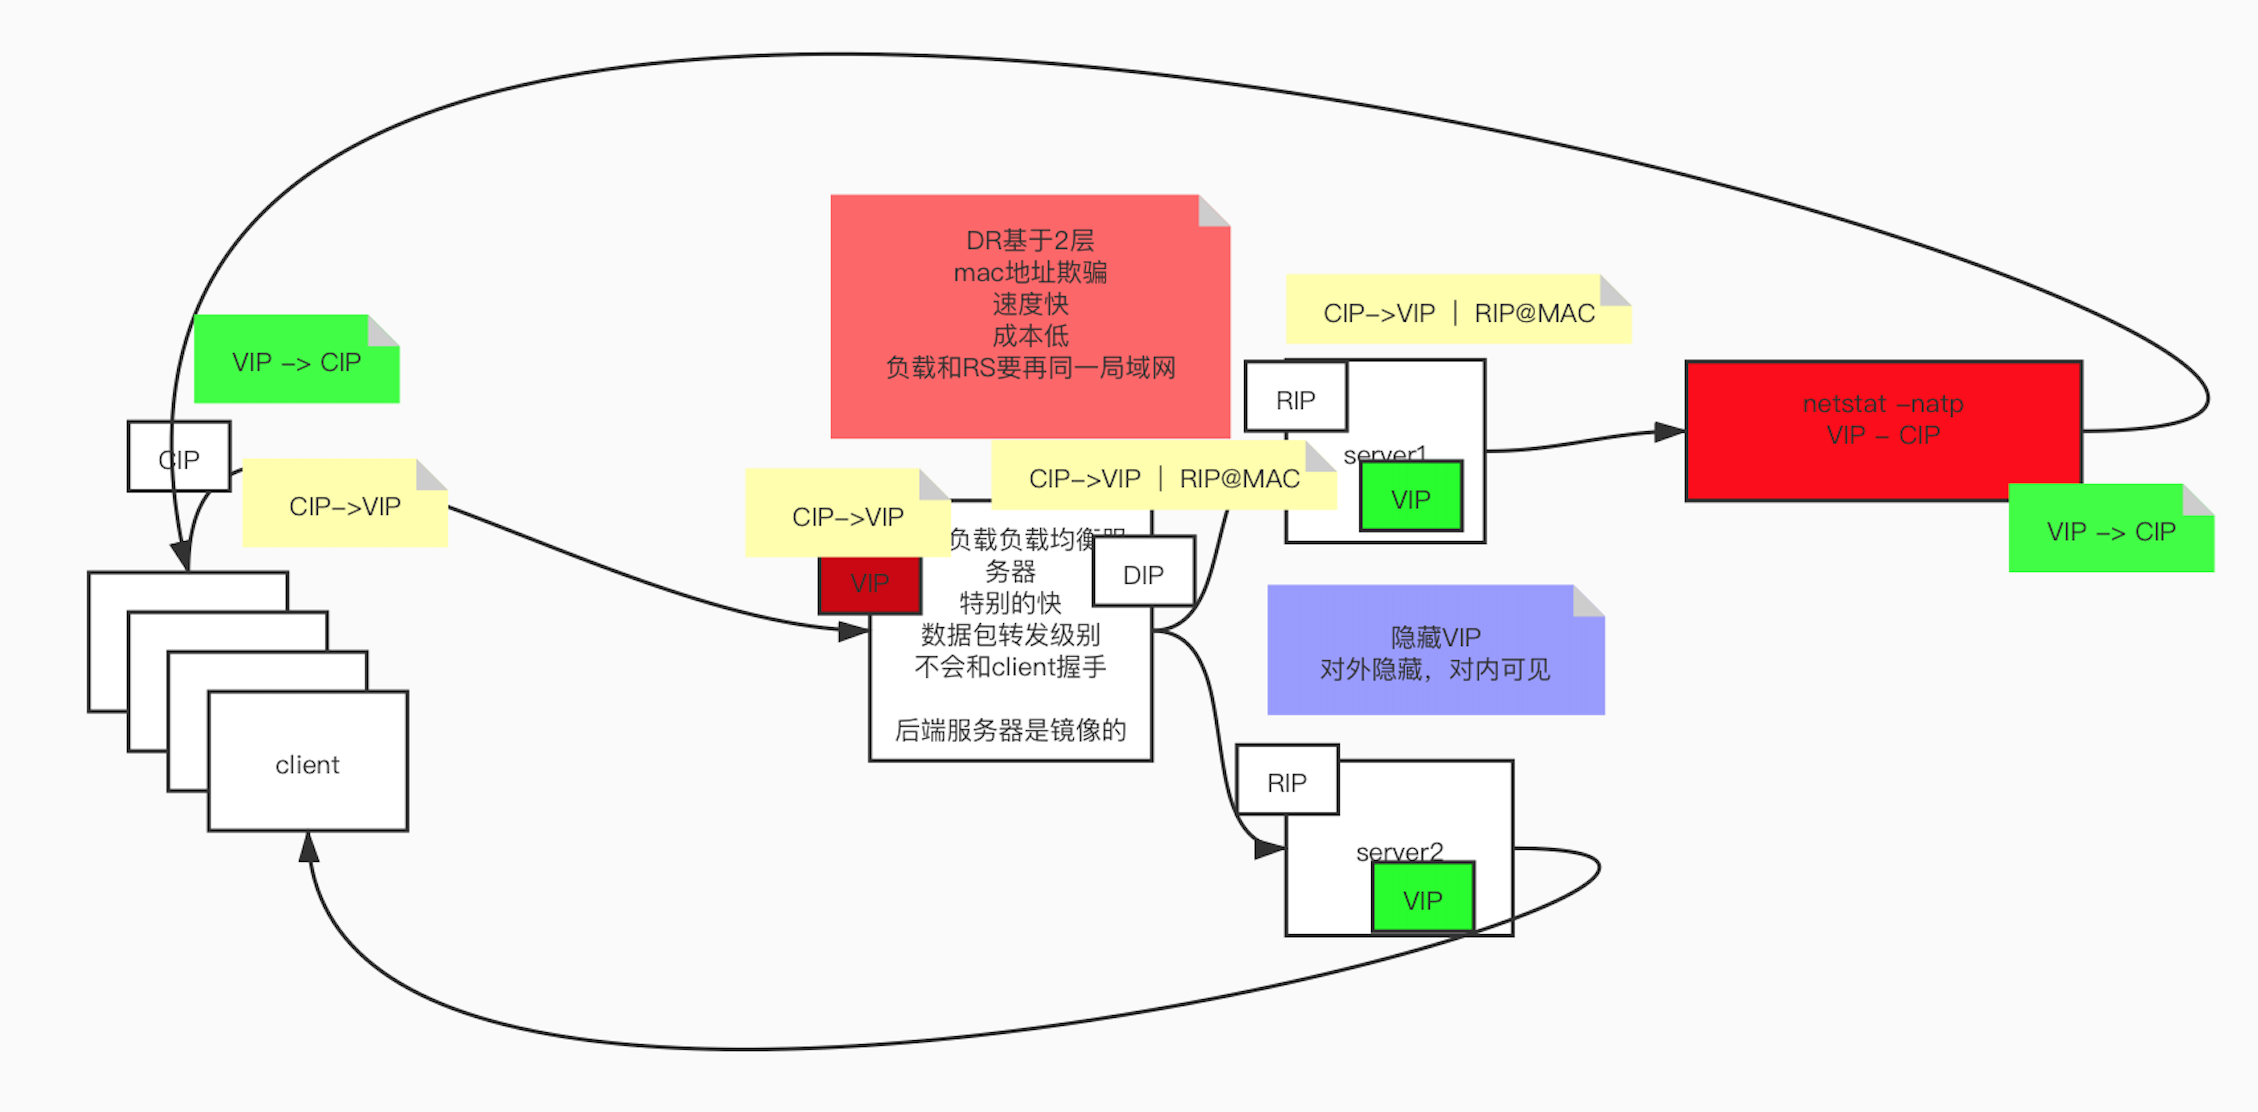 DR基于2层
mac地址欺骗
速度快
成本低
负载和RS要再同一局域网
CIP->VIP | RIP@MAC
VIP -> CIP
RIP
netstat -natp
VIP - CIP
server1
CIP
CIP->VIP | RIP@MAC
VIP
CIP->VIP
CIP->VIP
VIP -> CIP
负载负载均衡服
务器
特别的快
数据包转发级别
不会和client握手
后端服务器是镜像的
VIP
DIP
隐藏VIP
对外隐藏，对内可见
client
RIP
server2
VIP